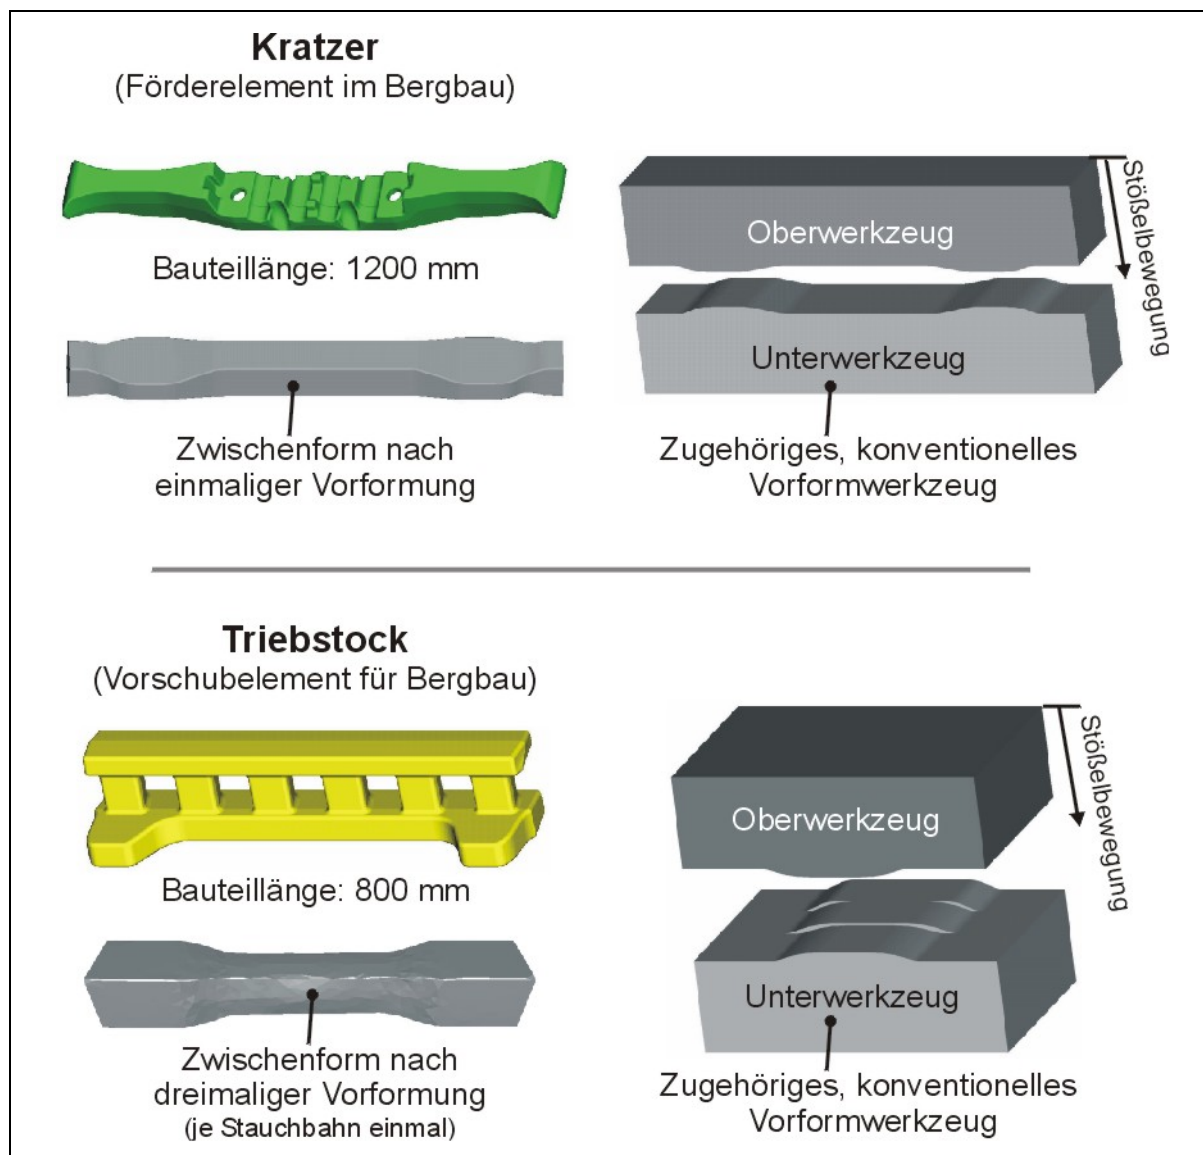 Kratzer
(Förderelement im Bergbau)
Bauteillänge: 1200 mm
Zwischenform nach
einmaliger Vorformung
Oberwerkzeug
Stößelbewegung
Unterwerkzeug
Zugehöriges, konventionelles
Vorformwerkzeug
Triebstock
(Vorschubelement für Bergbau)
Bauteillänge: 800 mm
Zwischenform nach
dreimaliger Vorformung
(je Stauchbahn einmal)
Oberwerkzeug
Stößelbewegung
Unterwerkzeug
Zugehöriges, konventionelles
Vorformwerkzeug